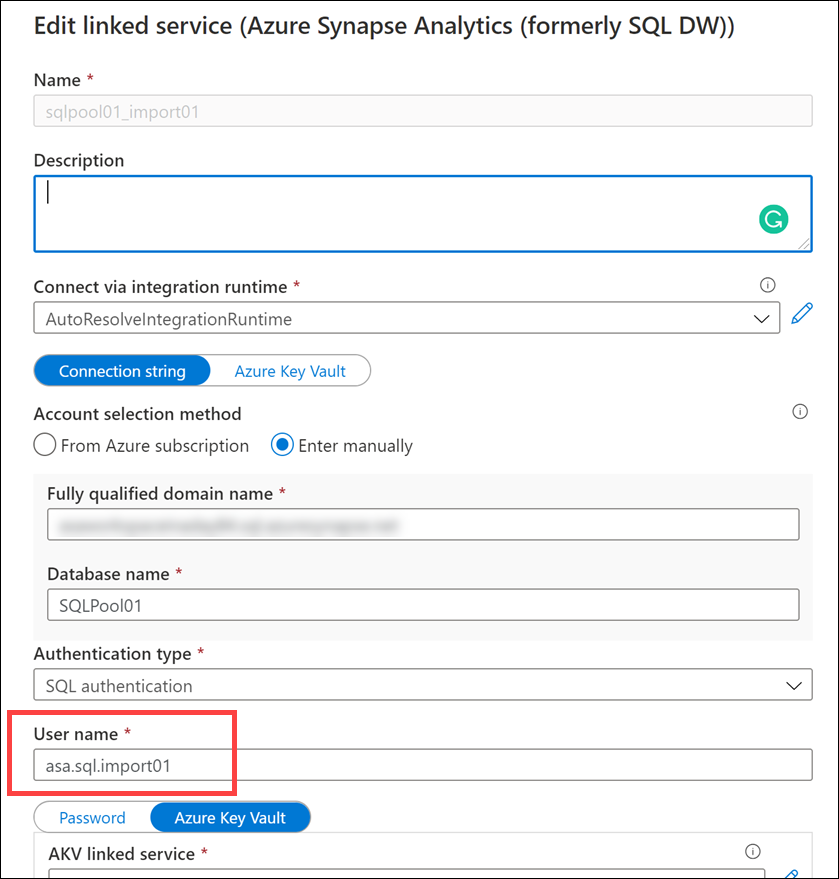 Edit linked service (Azure Synapse Analytics (formerly SQL DW))
Name *
sqlpool01_import01
Description
Connect via integration runtime *
AutoResolveIntegrationRuntime
Connection string Azure Key Vault
Account selection method
From Azure subscription Enter manually
Fully qualified domain name *
Database name *
SQLPool01
Authentication type *
SQL authentication
User name *
asa.sql.import01
Password Azure Key Vault
AKV linked service *